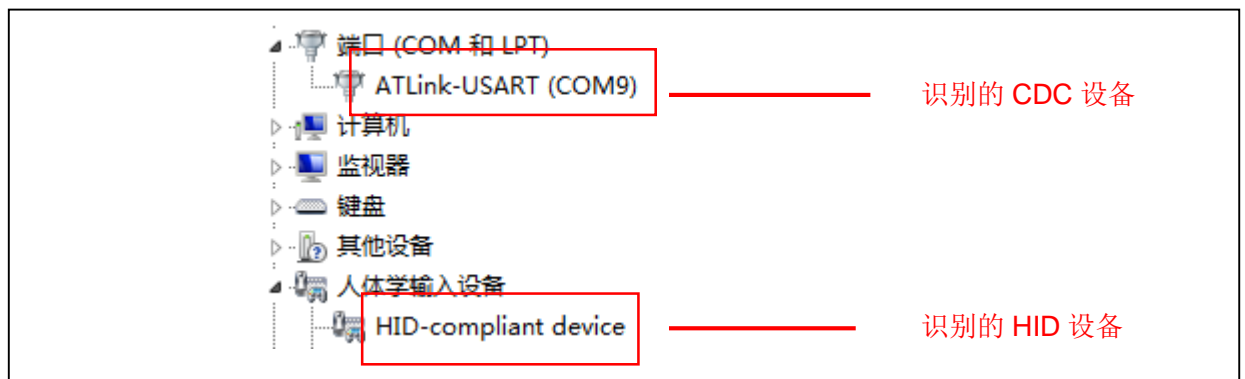 端口 (COM 和 LPT)
ATLink-USART (COM9)
识别的 CDC 设备
计算机
监视器
键盘
其他设备
人体学输入设备
HID-compliant device
识别的 HID 设备